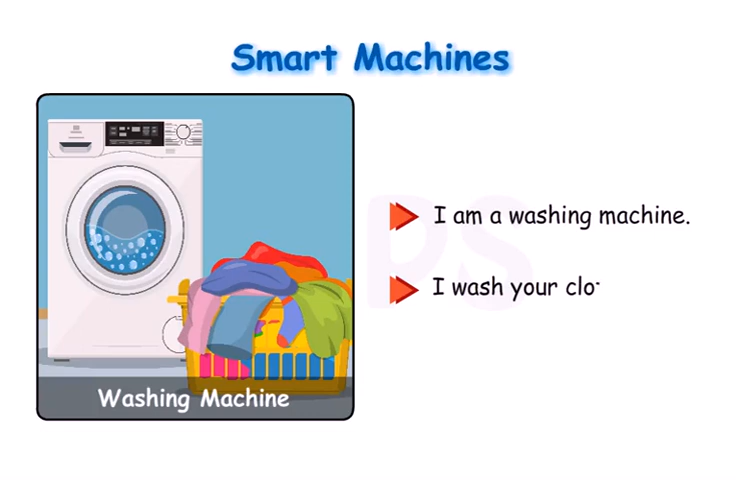 Smart Machines
I am a washing machine.
I wash your clo
Washing Machine